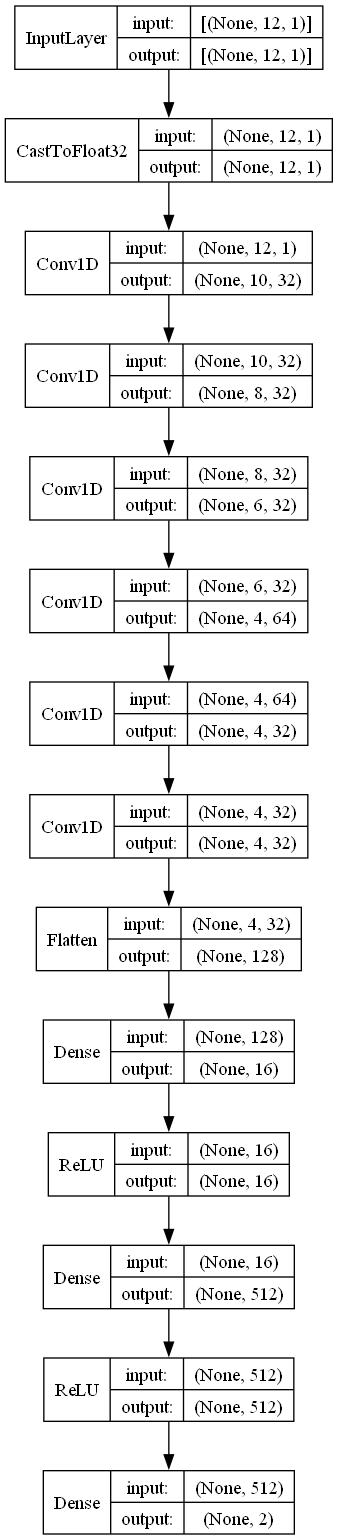 InputLayer input: [(None, 12, 1)]
output: [(None, 12, 1)]
CastToFloat32 input: (None, 12, 1)
output: (None, 12, 1)
Conv1D input: (None, 12, 1)
output: (None, 10, 32)
Conv1D input: (None, 10, 32)
output: (None, 8, 32)
Conv1D input: (None, 8, 32)
output: (None, 6, 32)
Conv1D input: (None, 6, 32)
output: (None, 4, 64)
Conv1D input: (None, 4, 64)
output: (None, 4, 32)
Conv1D input: (None, 4, 32)
output: (None, 4, 32)
Flatten input: (None, 4, 32)
output: (None, 128)
Dense input: (None, 128)
output: (None, 16)
ReLU input: (None, 16)
output: (None, 16)
Dense input: (None, 16)
output: (None, 512)
ReLU input: (None, 512)
output: (None, 512)
Dense input: (None, 512)
output: (None, 2)